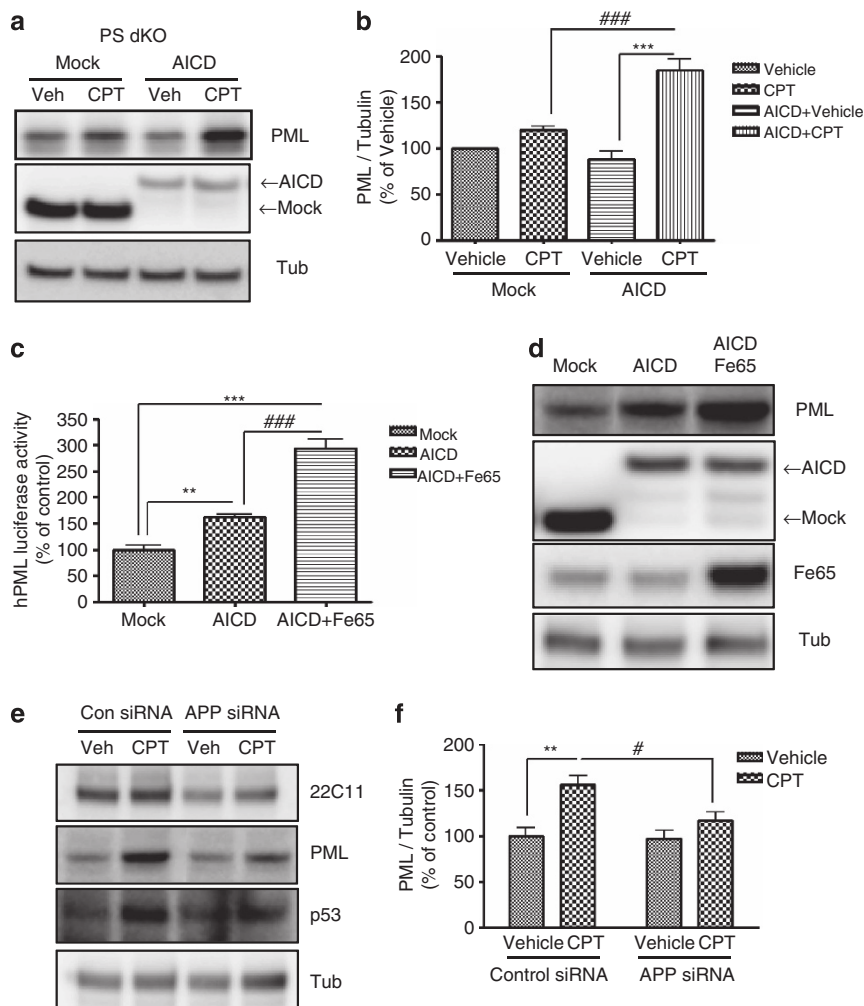 a
PS dKO
Mock AICD
Veh CPT Veh CPT
PML
←AICD
←Mock
Tub
b
PML / Tubulin
(% of Vehicle)
200
150
100
50
0
###
***
Vehicle
CPT
AICD+Vehicle
AICD+CPT
Vehicle CPT Vehicle CPT
Mock AICD
c
hPML luciferase activity
(% of control)
350
300
250
200
150
100
50
0
***
###
**
Mock
AICD
AICD+Fe65
Mock AICD AICD+Fe65
d
Mock AICD AICD
Fe65
PML
←AICD
←Mock
Fe65
Tub
e
Con siRNA APP siRNA
Veh CPT Veh CPT
22C11
PML
p53
Tub
f
PML / Tubulin
(% of control)
200
150
100
50
0
** #
Vehicle
CPT
Vehicle CPT Vehicle CPT
Control siRNA APP siRNA